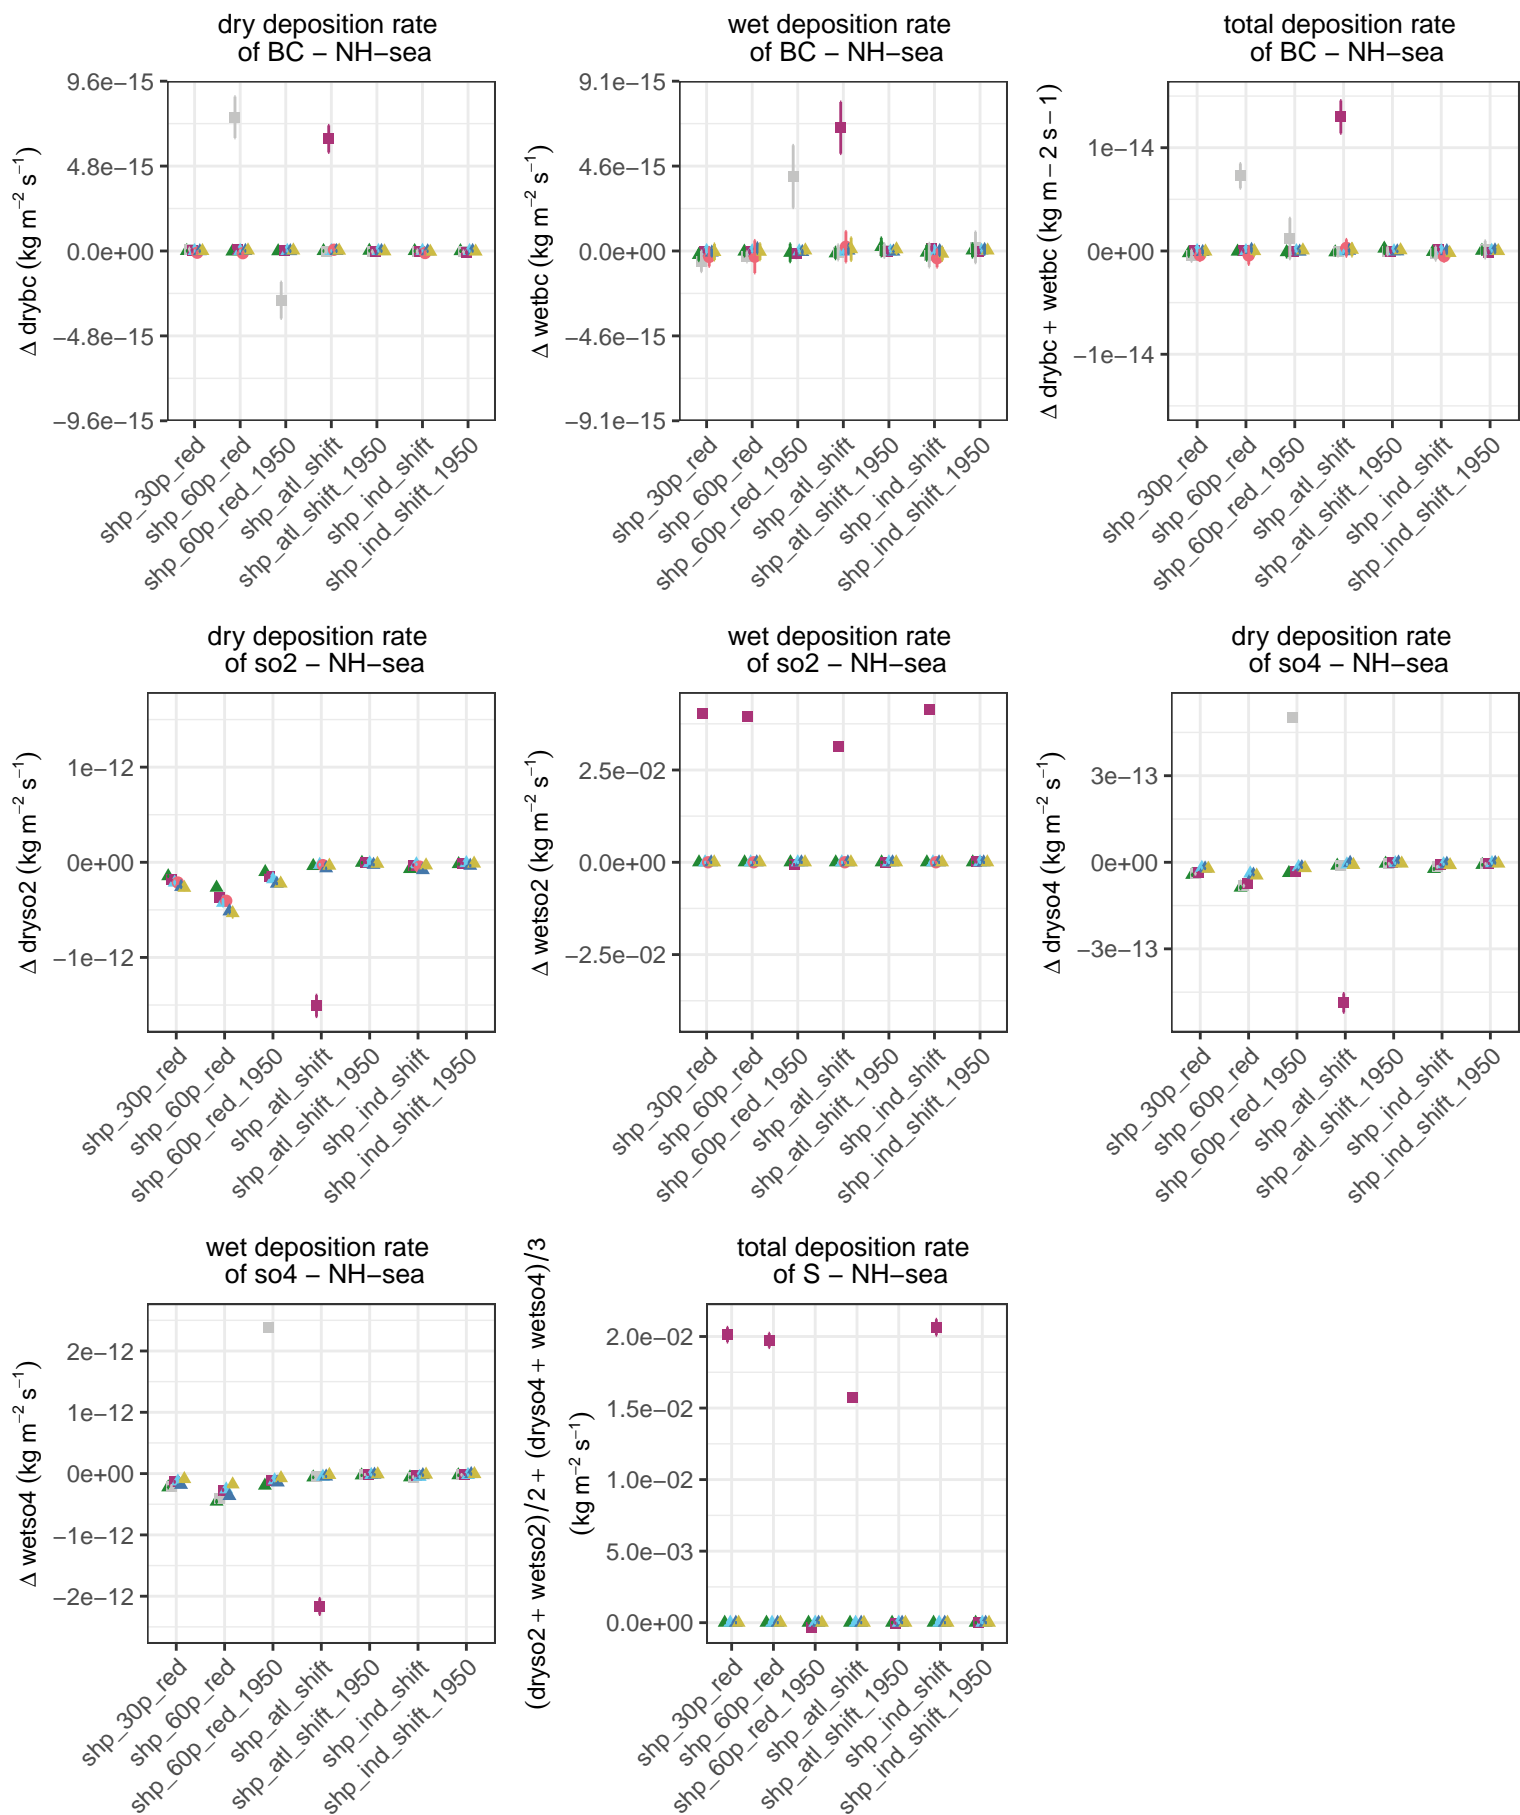 dry deposition rate
of BC − NH−sea
Δ drybc (kg m−2 s−1)
9.6e−15
4.8e−15
0.0e+00
−4.8e−15
−9.6e−15
shp_30p_red
shp_60p_red
shp_60p_red_1950
shp_atl_shift
shp_atl_shift_1950
shp_ind_shift
shp_ind_shift_1950
wet deposition rate
of BC − NH−sea
Δ wetbc (kg m−2 s−1)
9.1e−15
4.6e−15
0.0e+00
−4.6e−15
−9.1e−15
shp_30p_red
shp_60p_red
shp_60p_red_1950
shp_atl_shift
shp_atl_shift_1950
shp_ind_shift
shp_ind_shift_1950
total deposition rate
of BC − NH−sea
Δ drybc + wetbc (kg m − 2 s − 1)
1e−14
0e+00
−1e−14
shp_30p_red
shp_60p_red
shp_60p_red_1950
shp_atl_shift
shp_atl_shift_1950
shp_ind_shift
shp_ind_shift_1950
dry deposition rate
of so2 − NH−sea
Δ dryso2 (kg m−2 s−1)
1e−12
0e+00
−1e−12
shp_30p_red
shp_60p_red
shp_60p_red_1950
shp_atl_shift
shp_atl_shift_1950
shp_ind_shift
shp_ind_shift_1950
wet deposition rate
of so2 − NH−sea
Δ wetso2 (kg m−2 s−1)
2.5e−02
0.0e+00
−2.5e−02
shp_30p_red
shp_60p_red
shp_60p_red_1950
shp_atl_shift
shp_atl_shift_1950
shp_ind_shift
shp_ind_shift_1950
dry deposition rate
of so4 − NH−sea
Δ dryso4 (kg m−2 s−1)
3e−13
0e+00
−3e−13
shp_30p_red
shp_60p_red
shp_60p_red_1950
shp_atl_shift
shp_atl_shift_1950
shp_ind_shift
shp_ind_shift_1950
wet deposition rate
of so4 − NH−sea
Δ wetso4 (kg m−2 s−1)
2e−12
1e−12
0e+00
−1e−12
−2e−12
shp_30p_red
shp_60p_red
shp_60p_red_1950
shp_atl_shift
shp_atl_shift_1950
shp_ind_shift
shp_ind_shift_1950
total deposition rate
of S − NH−sea
(dryso2 + wetso2)/2 + (dryso4 + wetso4)/3
(kg m−2 s−1)
2.0e−02
1.5e−02
1.0e−02
5.0e−03
0.0e+00
shp_30p_red
shp_60p_red
shp_60p_red_1950
shp_atl_shift
shp_atl_shift_1950
shp_ind_shift
shp_ind_shift_1950